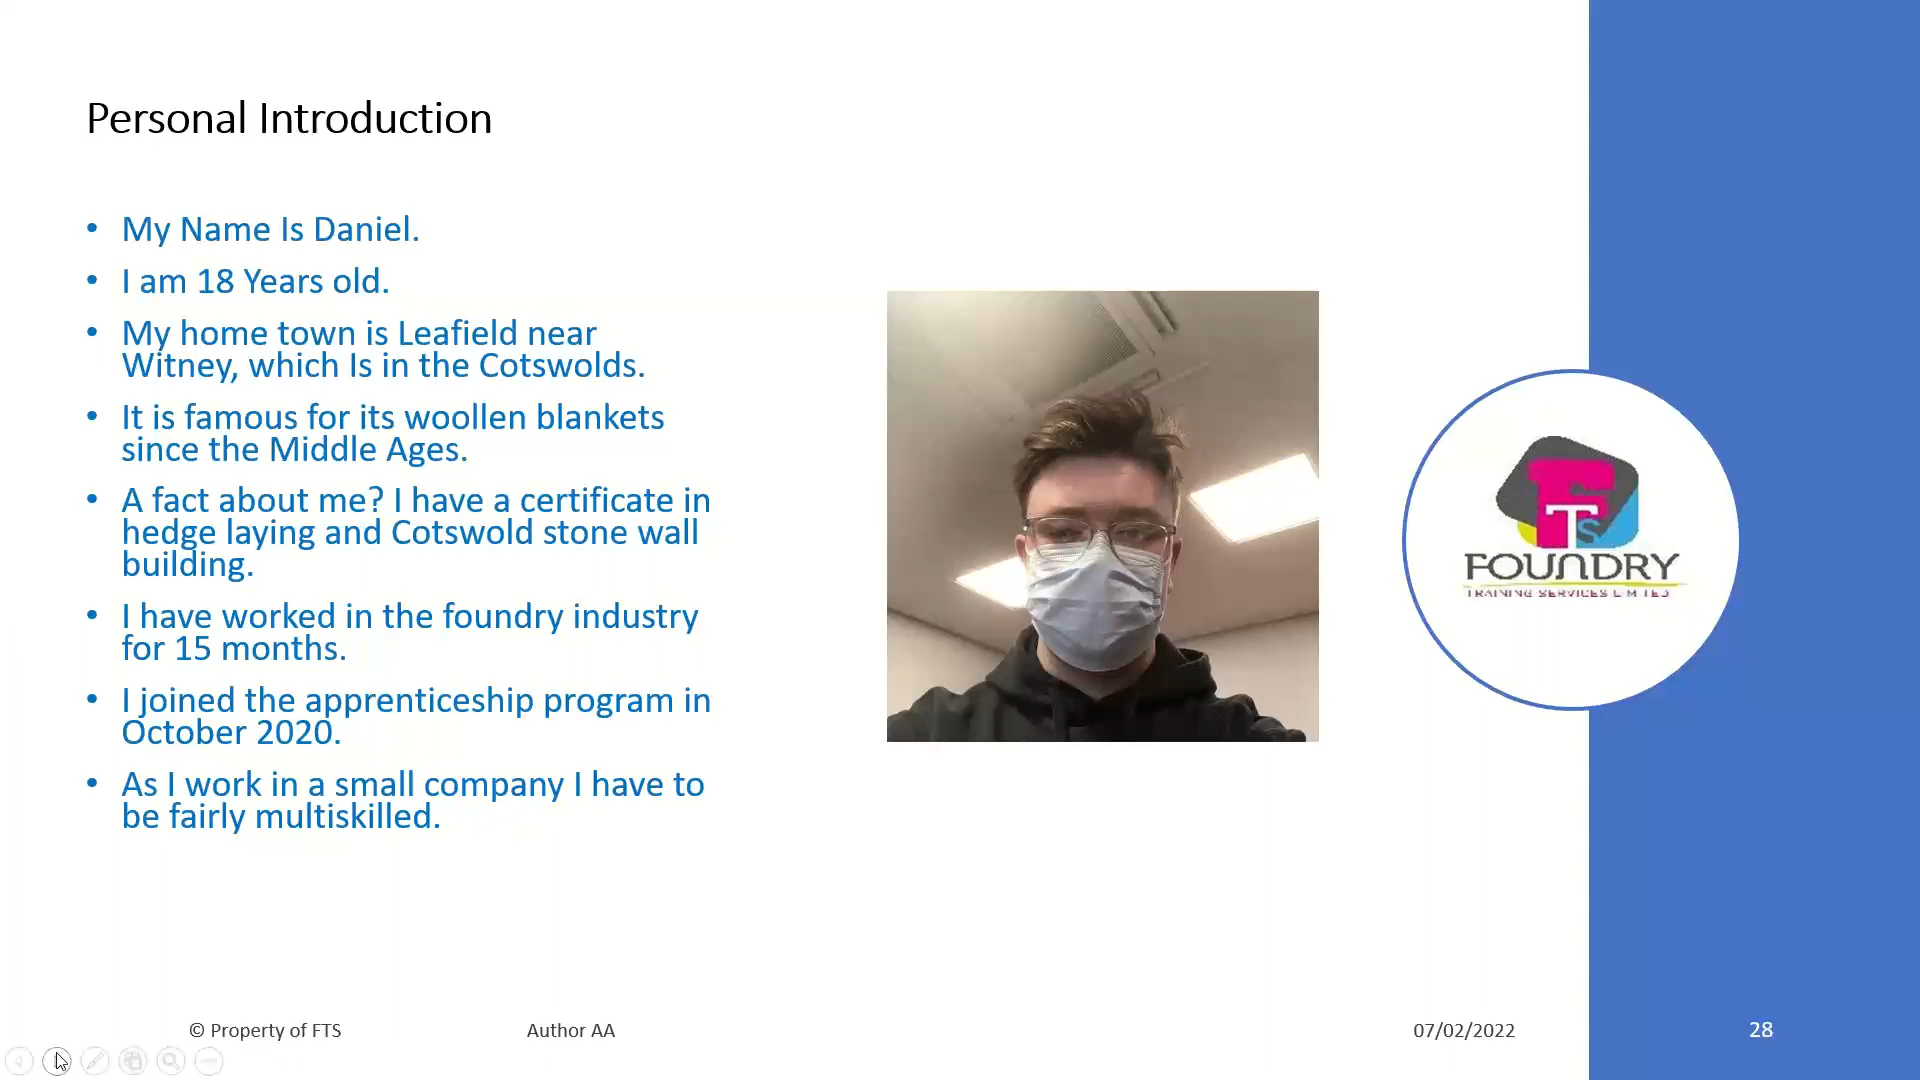 Personal Introduction
• My Name Is Daniel.
• I am 18 Years old.
• My home town is Leafield near
Witney, which Is in the Cotswolds.
• It is famous for its woollen blankets
since the Middle Ages.
• A fact about me? I have a certificate in
hedge laying and Cotswold stone wall
building.
• I have worked in the foundry industry
for 15 months.
• I joined the apprenticeship program in
October 2020.
• As I work in a small company I have to
be fairly multiskilled.
FTS
FOUNDRY
TRAINING SERVICES LIMITED
© Property of FTS
Author AA
07/02/2022
28